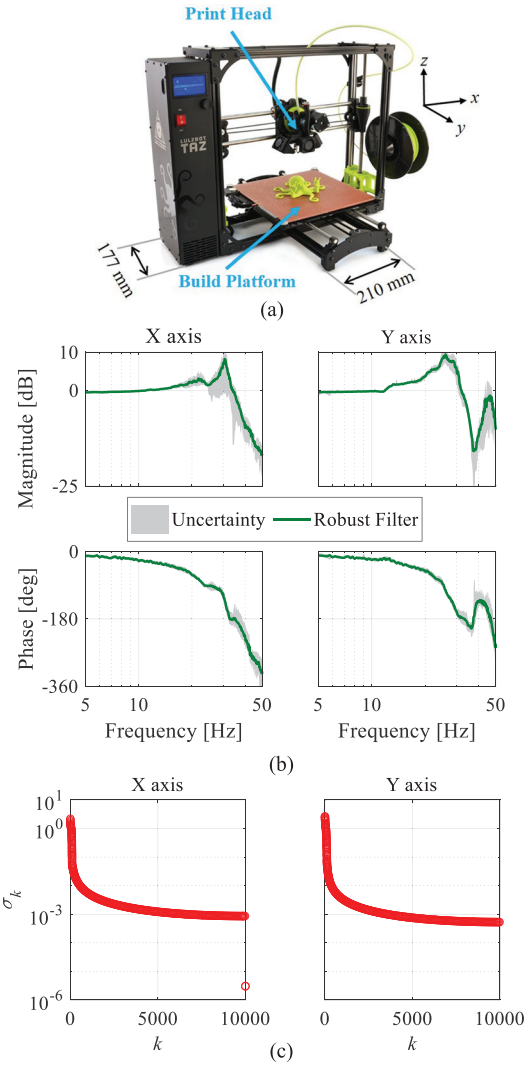 Print Head
LULZBOT
TAZ
z
x
y
177 mm
Build Platform
210 mm
(a)
X axis
Y axis
Magnitude [dB]
10
0
-25
Uncertainty
Robust Filter
Phase [deg]
0
-180
-360
5
10
50
5
10
50
Frequency [Hz]
Frequency [Hz]
(b)
X axis
Y axis
σk
10^1
10^0
10^-3
10^-6
0
5000
10000
0
5000
10000
k
k
(c)